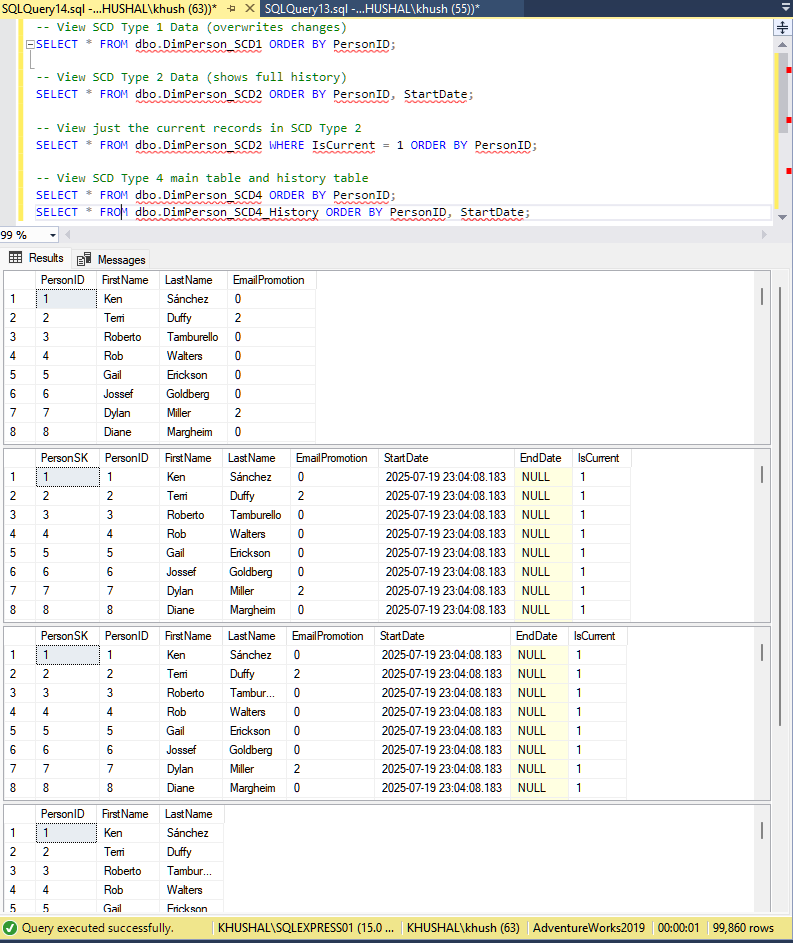 SQLQuery14.sql -...HUSHAL\khush (63))* SQLQuery13.sql -...HUSHAL\khush (55))*
-- View SCD Type 1 Data (overwrites changes)
SELECT * FROM dbo.DimPerson_SCD1 ORDER BY PersonID;
-- View SCD Type 2 Data (shows full history)
SELECT * FROM dbo.DimPerson_SCD2 ORDER BY PersonID, StartDate;
-- View just the current records in SCD Type 2
SELECT * FROM dbo.DimPerson_SCD2 WHERE IsCurrent = 1 ORDER BY PersonID;
-- View SCD Type 4 main table and history table
SELECT * FROM dbo.DimPerson_SCD4 ORDER BY PersonID;
SELECT * FROM dbo.DimPerson_SCD4_History ORDER BY PersonID, StartDate;
99 %
Results Messages
PersonID FirstName LastName EmailPromotion
1 1 Ken Sánchez 0
2 2 Terri Duffy 2
3 3 Roberto Tamburello 0
4 4 Rob Walters 0
5 5 Gail Erickson 0
6 6 Jossef Goldberg 0
7 7 Dylan Miller 2
8 8 Diane Margheim 0
PersonSK PersonID FirstName LastName EmailPromotion StartDate EndDate IsCurrent
1 1 1 Ken Sánchez 0 2025-07-19 23:04:08.183 NULL 1
2 2 2 Terri Duffy 2 2025-07-19 23:04:08.183 NULL 1
3 3 3 Roberto Tamburello 0 2025-07-19 23:04:08.183 NULL 1
4 4 4 Rob Walters 0 2025-07-19 23:04:08.183 NULL 1
5 5 5 Gail Erickson 0 2025-07-19 23:04:08.183 NULL 1
6 6 6 Jossef Goldberg 0 2025-07-19 23:04:08.183 NULL 1
7 7 7 Dylan Miller 2 2025-07-19 23:04:08.183 NULL 1
8 8 8 Diane Margheim 0 2025-07-19 23:04:08.183 NULL 1
PersonSK PersonID FirstName LastName EmailPromotion StartDate EndDate IsCurrent
1 1 1 Ken Sánchez 0 2025-07-19 23:04:08.183 NULL 1
2 2 2 Terri Duffy 2 2025-07-19 23:04:08.183 NULL 1
3 3 3 Roberto Tambur... 0 2025-07-19 23:04:08.183 NULL 1
4 4 4 Rob Walters 0 2025-07-19 23:04:08.183 NULL 1
5 5 5 Gail Erickson 0 2025-07-19 23:04:08.183 NULL 1
6 6 6 Jossef Goldberg 0 2025-07-19 23:04:08.183 NULL 1
7 7 7 Dylan Miller 2 2025-07-19 23:04:08.183 NULL 1
8 8 8 Diane Margheim 0 2025-07-19 23:04:08.183 NULL 1
PersonID FirstName LastName
1 1 Ken Sánchez
2 2 Terri Duffy
3 3 Roberto Tambur...
4 4 Rob Walters
5 5 Gail Erickson
Query executed successfully. KHUSHAL\SQLEXPRESS01 (15.0 ... KHUSHAL\khush (63) AdventureWorks2019 00:00:01 99,860 rows